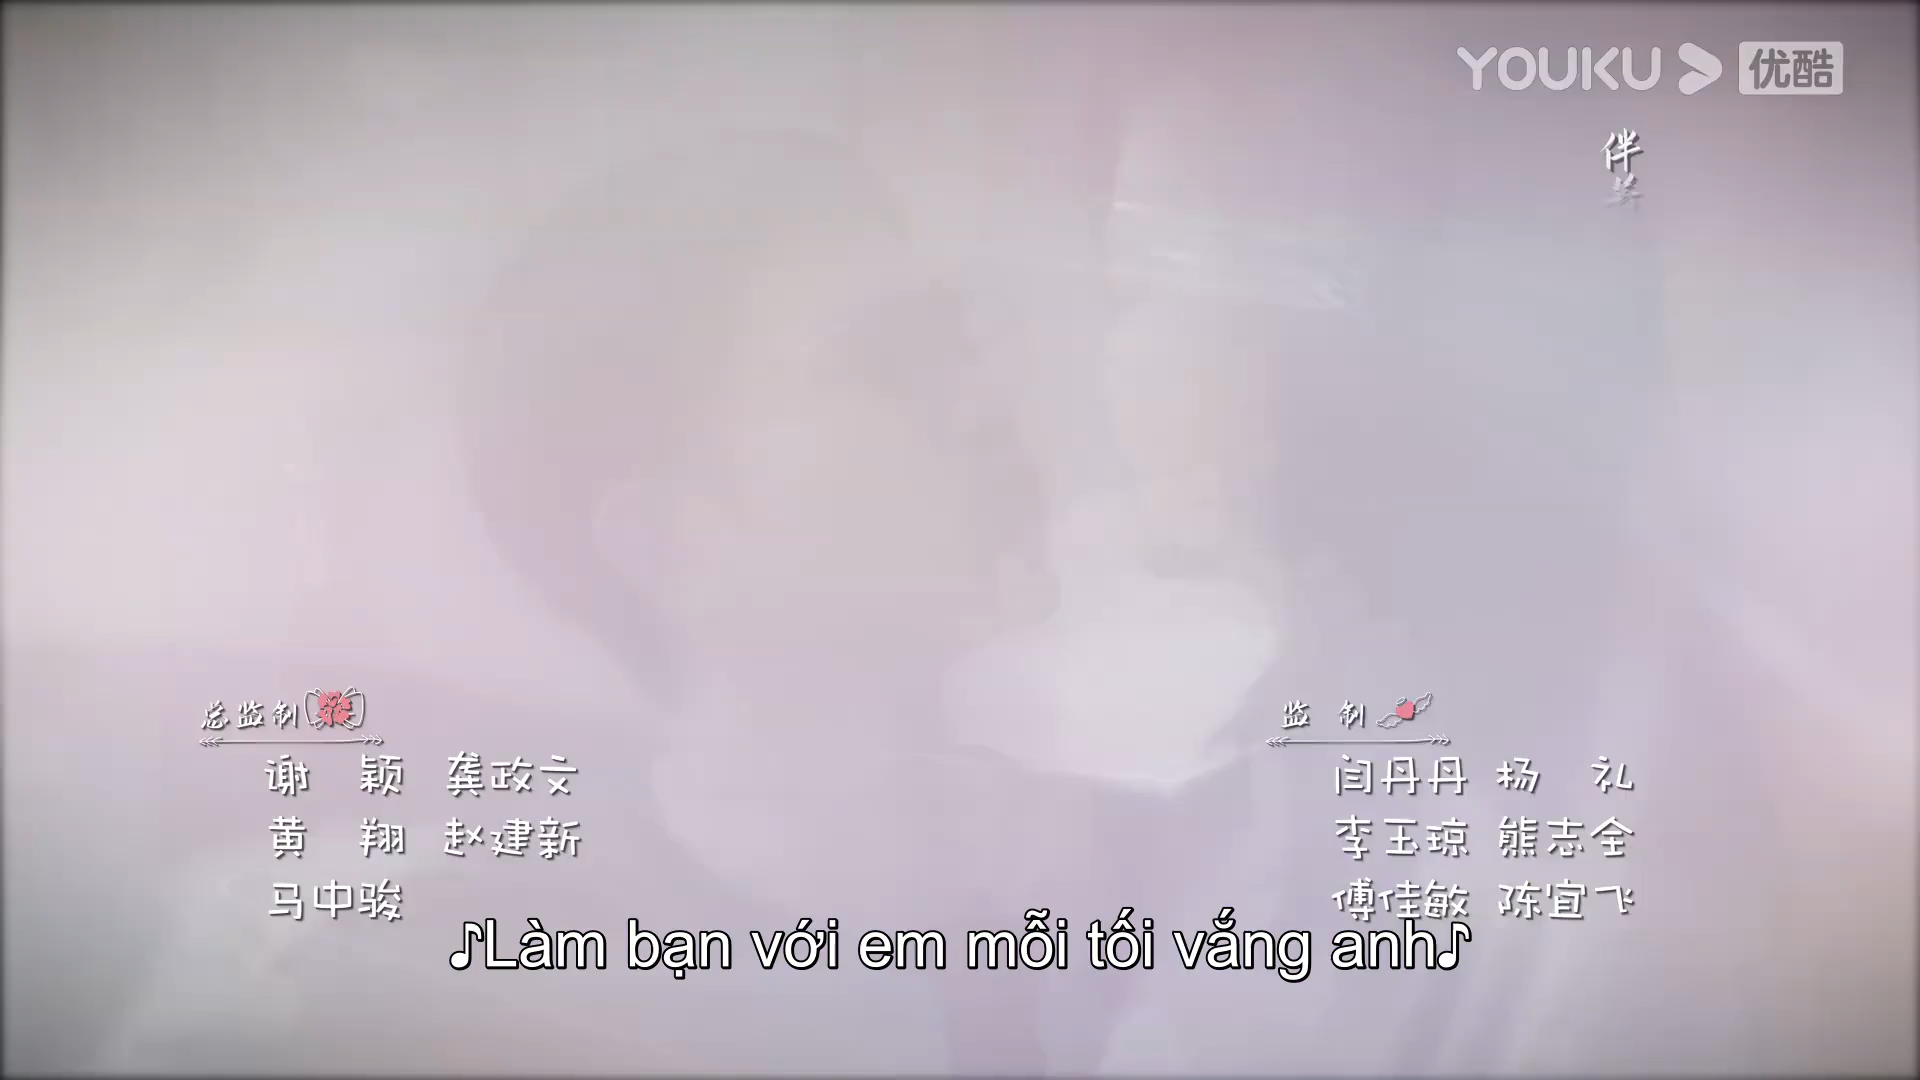 YOUKU 优酷
伴
总监制
谢 颖 龚政文
黄 翔 赵建新
马中骏
监 制
闫丹丹 杨 礼
李玉琼 熊志全
傅佳敏 陈宜飞
♪Làm bạn với em mỗi tối vắng anh♪